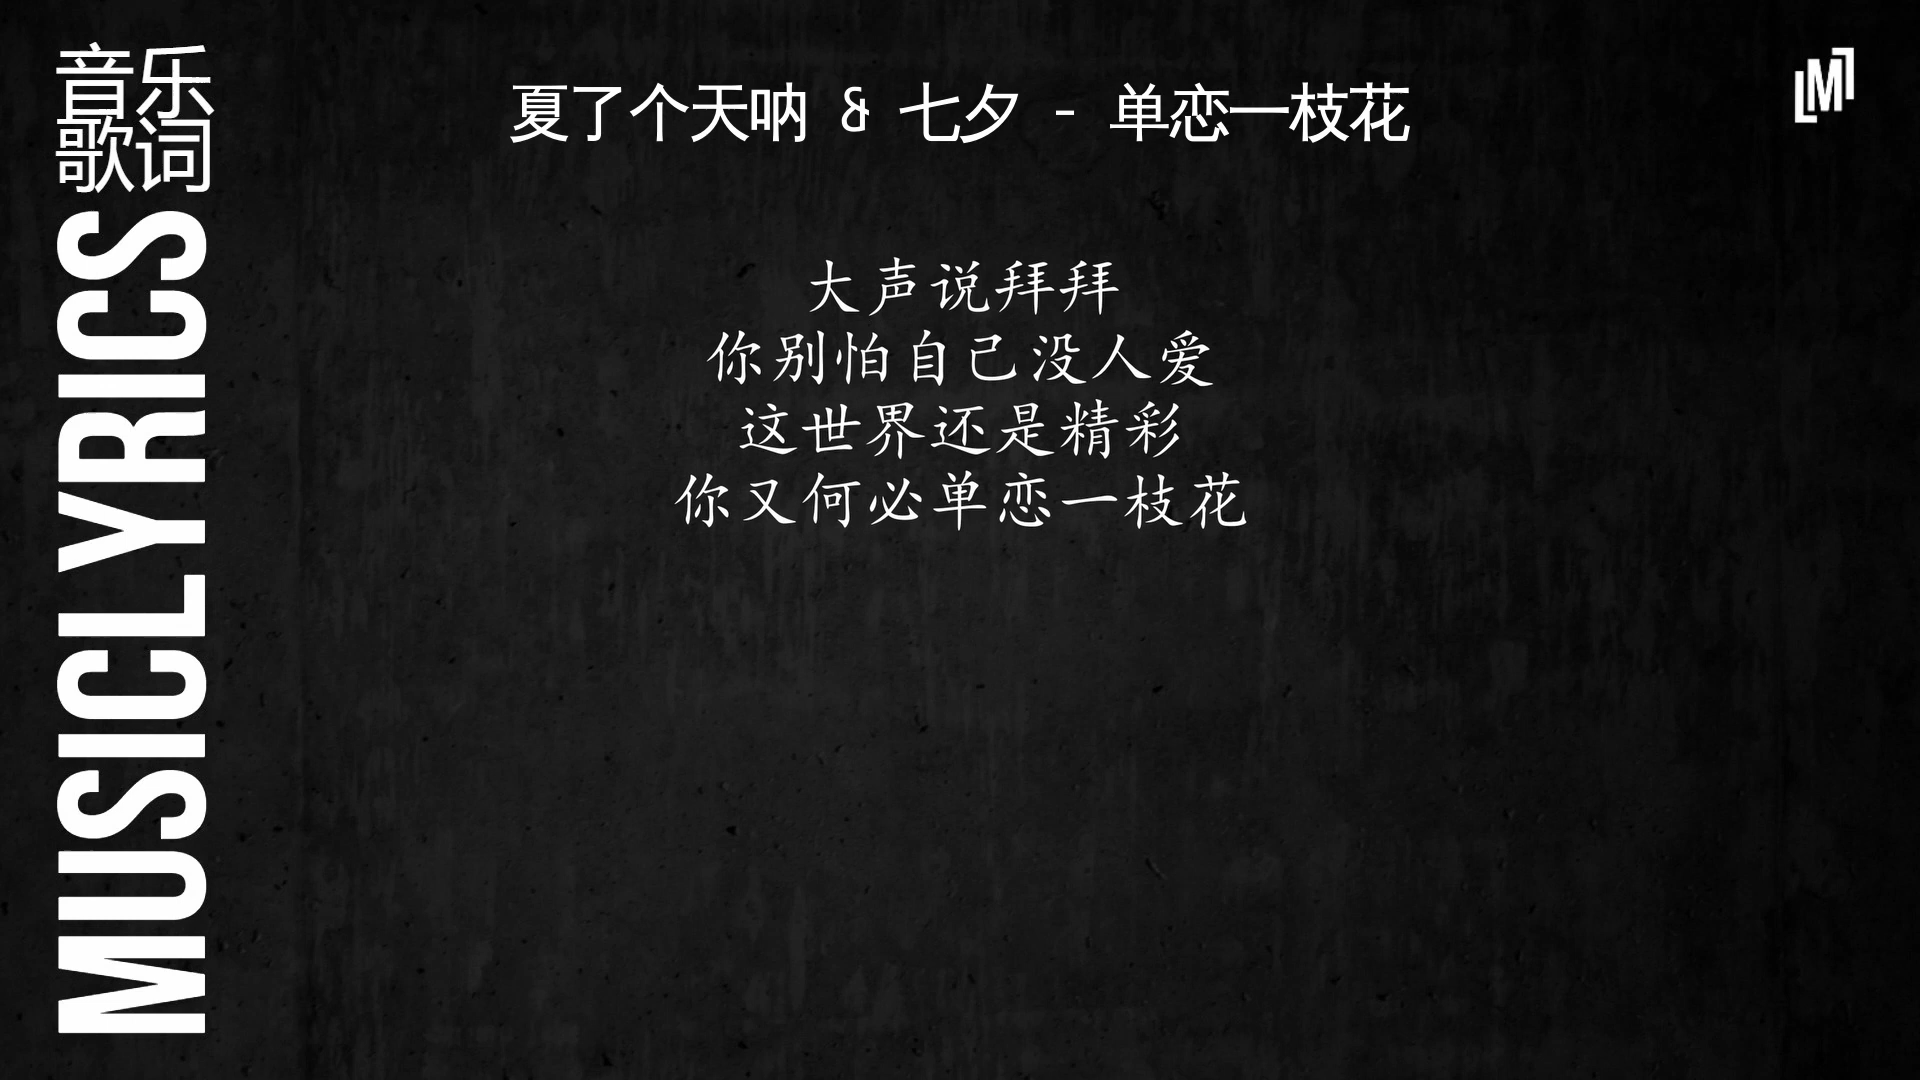 音乐
歌词
MUSICLYRICS
夏了个天呐 & 七夕 - 单恋一枝花
LM
大声说拜拜
你别怕自己没人爱
这世界还是精彩
你又何必单恋一枝花